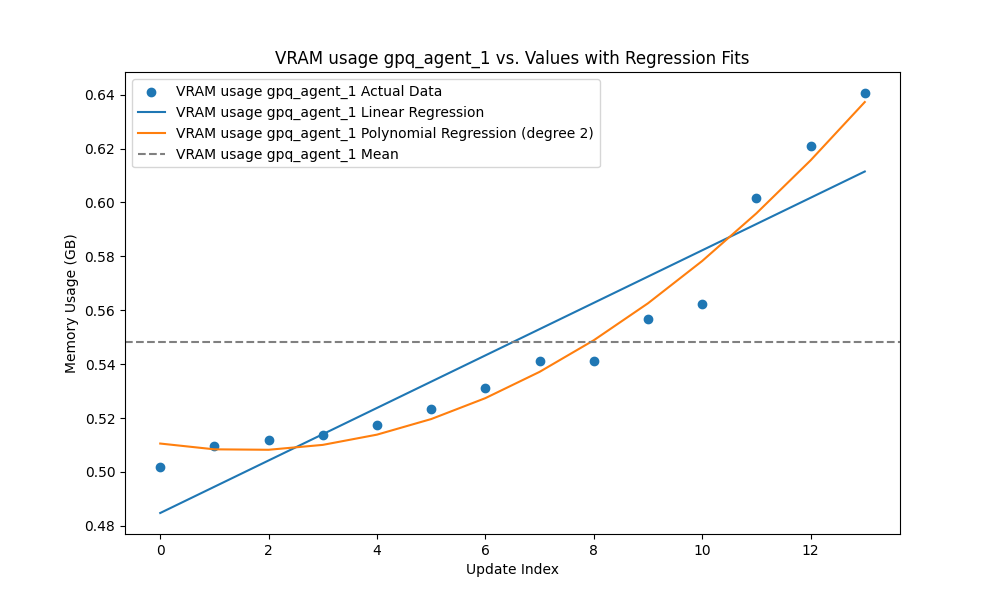 VRAM usage gpq_agent_1 vs. Values with Regression Fits
VRAM usage gpq_agent_1 Actual Data
VRAM usage gpq_agent_1 Linear Regression
VRAM usage gpq_agent_1 Polynomial Regression (degree 2)
VRAM usage gpq_agent_1 Mean
Memory Usage (GB)
0.64
0.62
0.60
0.58
0.56
0.54
0.52
0.50
0.48
0 2 4 6 8 10 12
Update Index